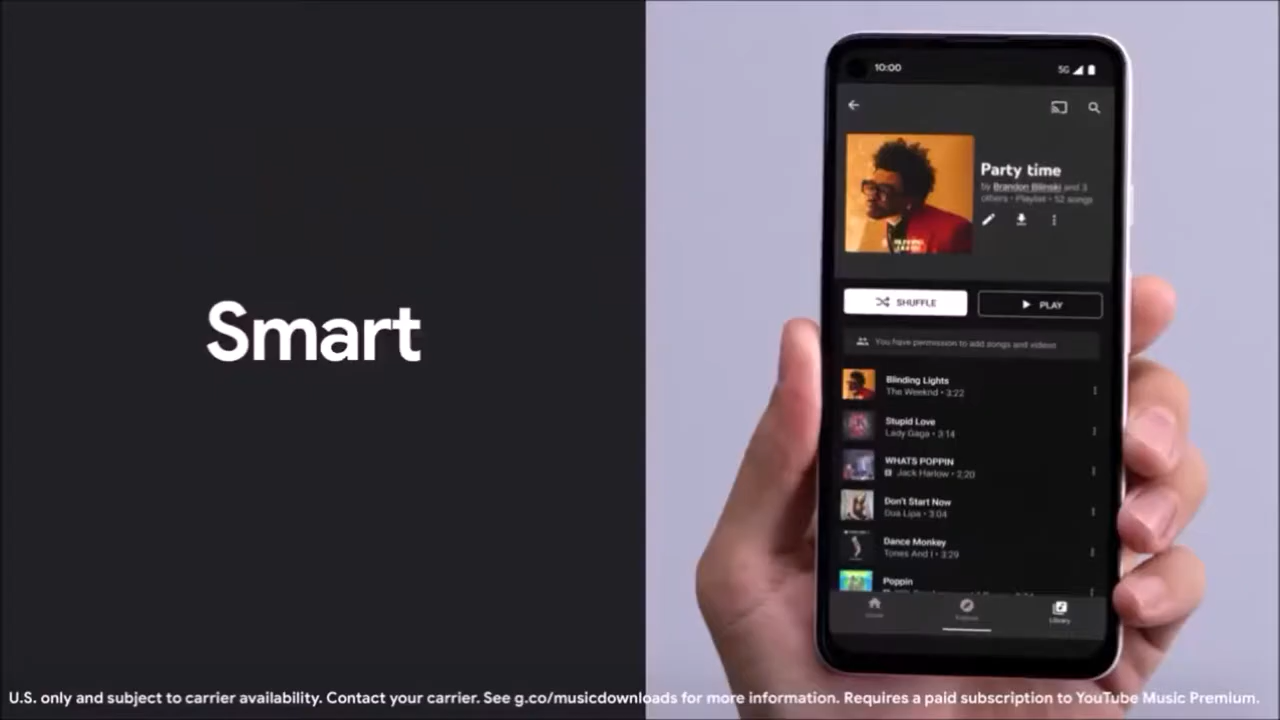 Smart
10:00
5G
Party time
by Brandon Bilinski and 3
others • Playlist • 52 songs
SHUFFLE
PLAY
You have permission to add songs and videos
Blinding Lights
The Weeknd • 3:22
Stupid Love
Lady Gaga • 3:14
WHATS POPPIN
E Jack Harlow • 2:20
Don't Start Now
Dua Lipa • 3:04
Dance Monkey
Tones And I • 3:29
Poppin
Home
Explore
Library
U.S. only and subject to carrier availability. Contact your carrier. See g.co/musicdownloads for more information. Requires a paid subscription to YouTube Music Premium.